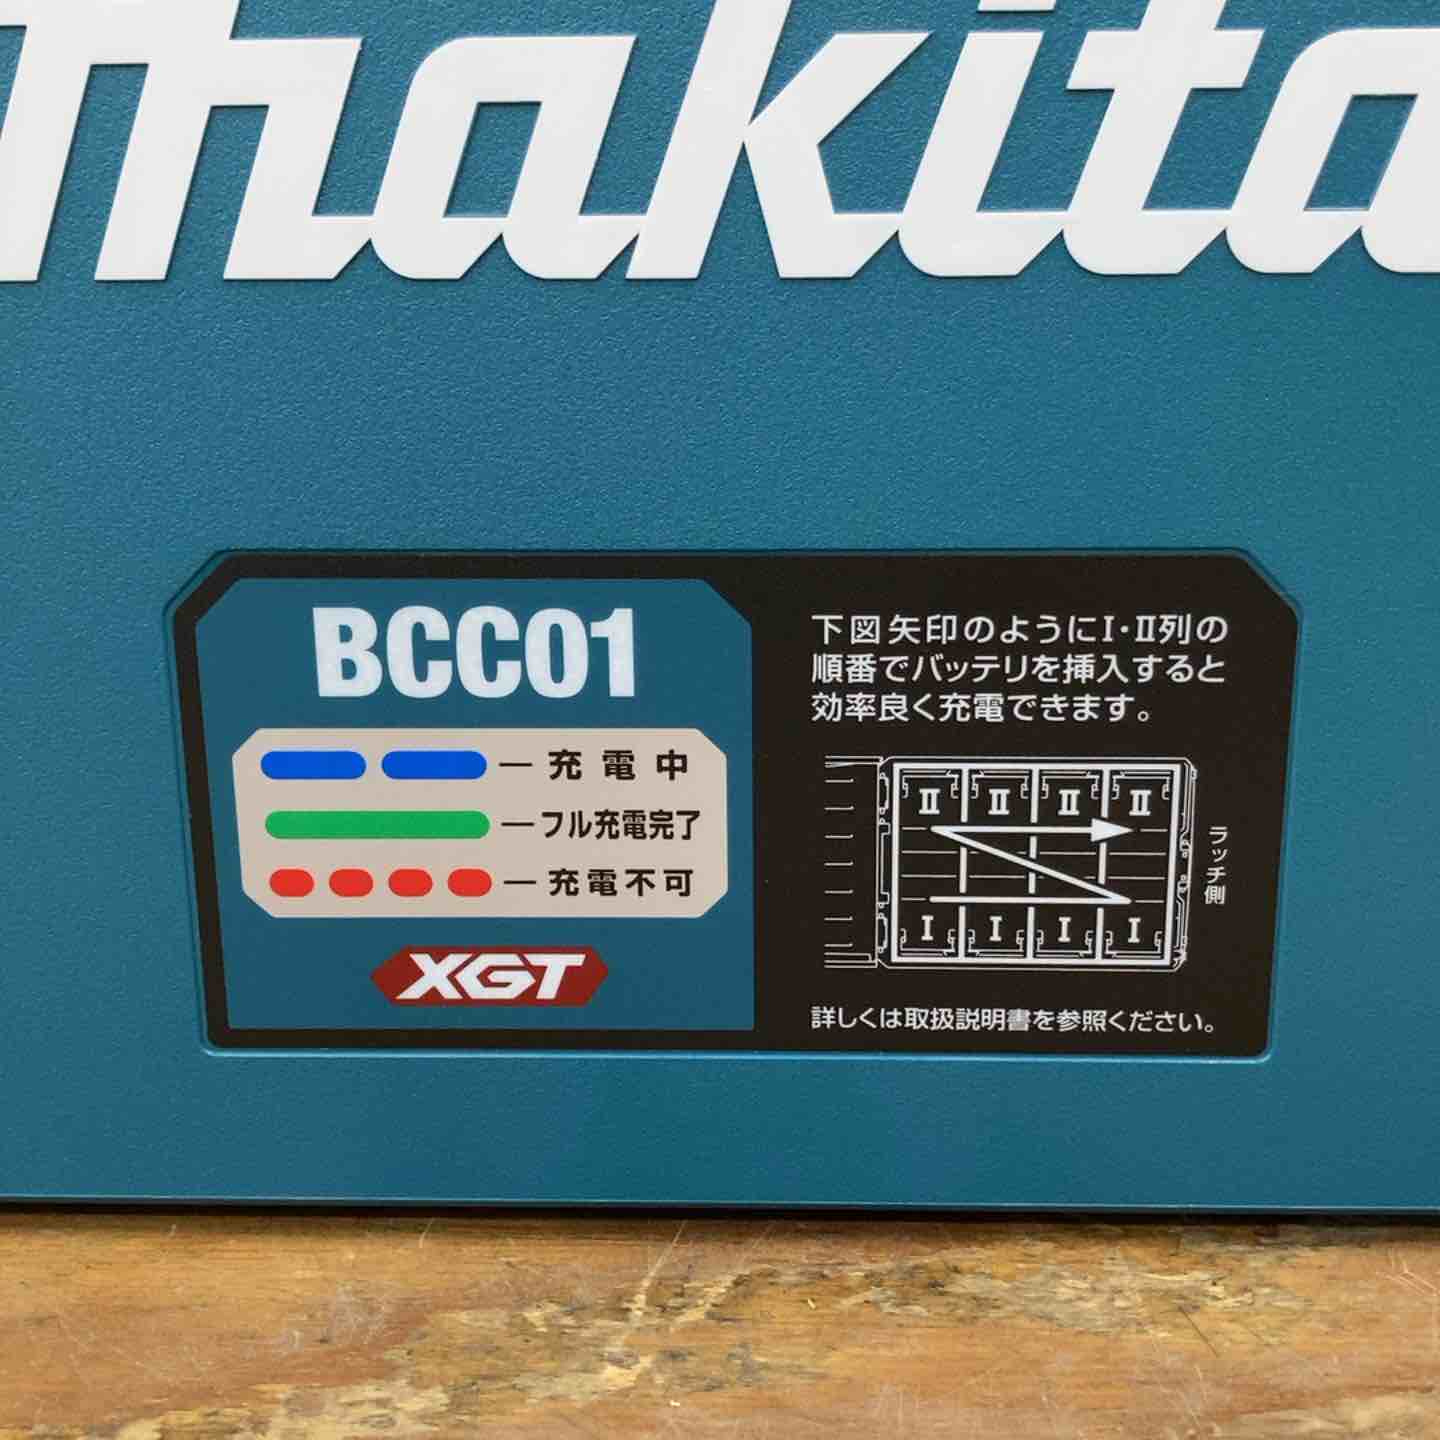 makita
BCC01
充電中
フル充電完了
充電不可
XGT
下図矢印のようにⅠ・Ⅱ列の
順番でバッテリを挿入すると
効率良く充電できます。
Ⅱ Ⅱ Ⅱ Ⅱ
Ⅰ Ⅰ Ⅰ Ⅰ
ラッチ側
詳しくは取扱説明書を参照ください。